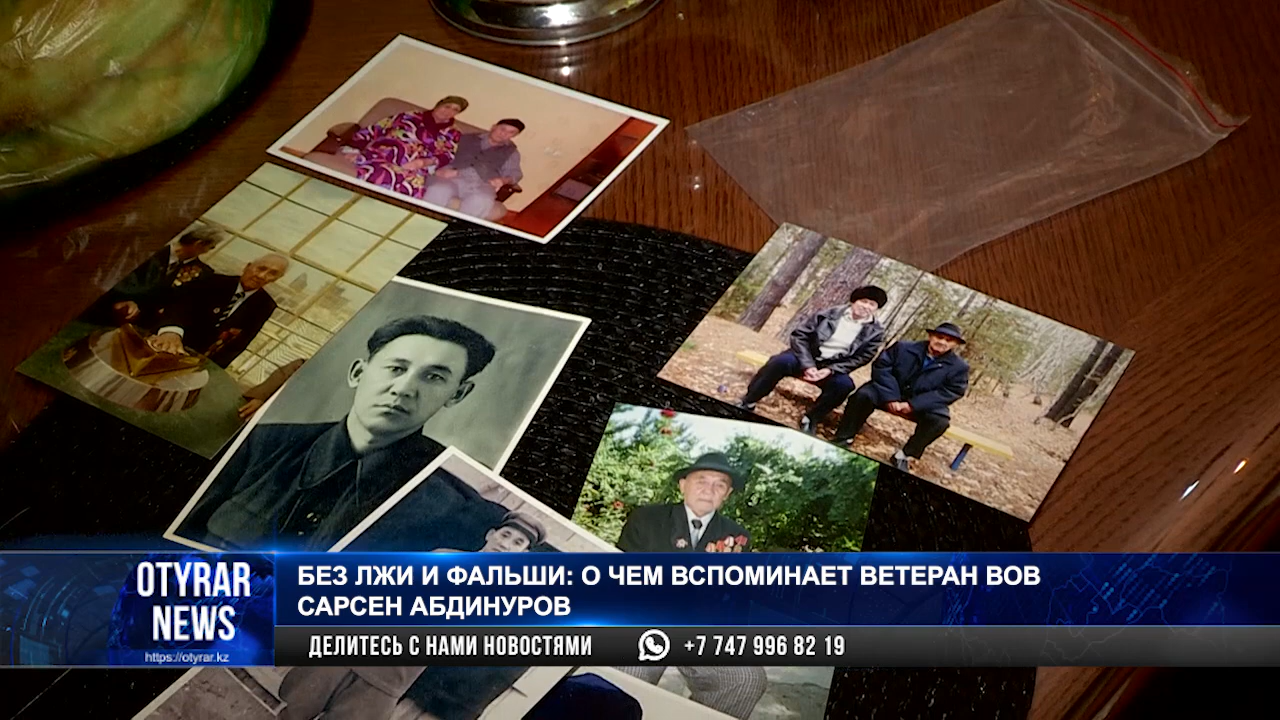 OTYRAR
NEWS
https://otyrar.kz
БЕЗ ЛЖИ И ФАЛЬШИ: О ЧЕМ ВСПОМИНАЕТ ВЕТЕРАН ВОВ
САРСЕН АБДИНУРОВ
ДЕЛИТЕСЬ С НАМИ НОВОСТЯМИ +7 747 996 82 19